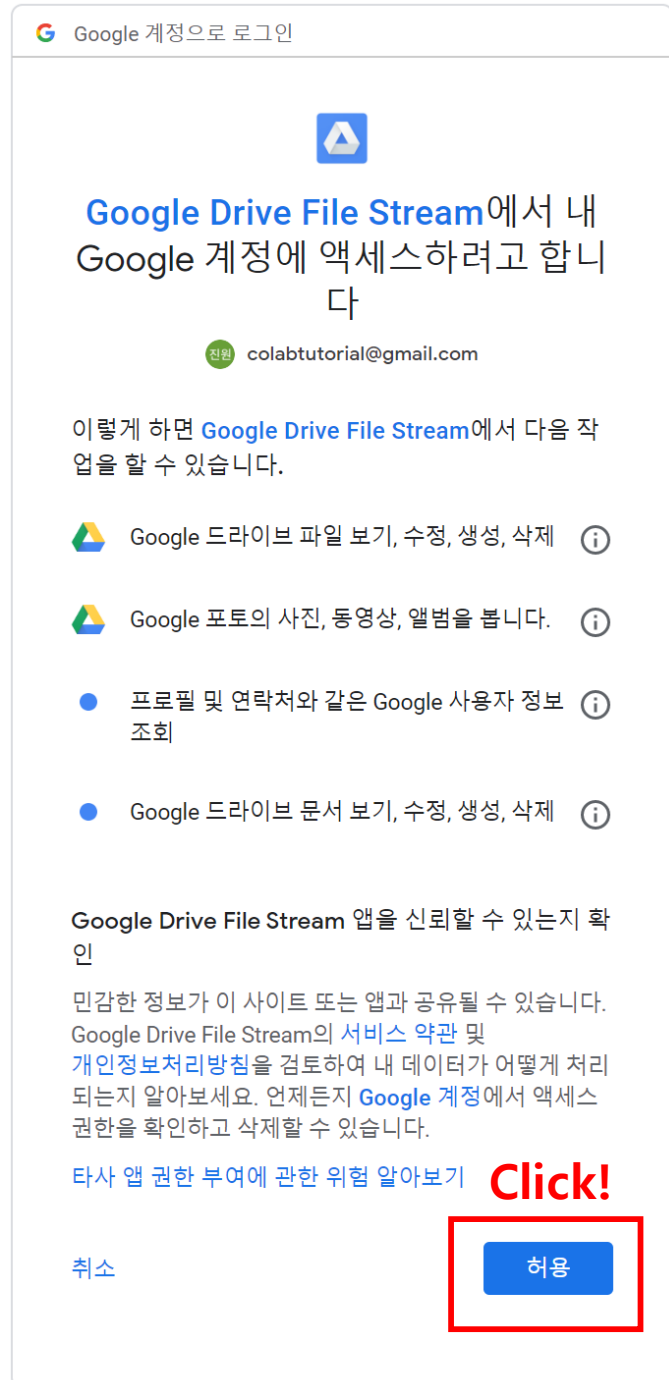 Google 계정으로 로그인
Google Drive File Stream에서 내
Google 계정에 액세스하려고 합니
다
진원 colabtutorial@gmail.com
이렇게 하면 Google Drive File Stream에서 다음 작
업을 할 수 있습니다.
Google 드라이브 파일 보기, 수정, 생성, 삭제
Google 포토의 사진, 동영상, 앨범을 봅니다.
프로필 및 연락처와 같은 Google 사용자 정보
조회
Google 드라이브 문서 보기, 수정, 생성, 삭제
Google Drive File Stream 앱을 신뢰할 수 있는지 확
인
민감한 정보가 이 사이트 또는 앱과 공유될 수 있습니다.
Google Drive File Stream의 서비스 약관 및
개인정보처리방침을 검토하여 내 데이터가 어떻게 처리
되는지 알아보세요. 언제든지 Google 계정에서 액세스
권한을 확인하고 삭제할 수 있습니다.
타사 앱 권한 부여에 관한 위험 알아보기
Click!
취소
허용